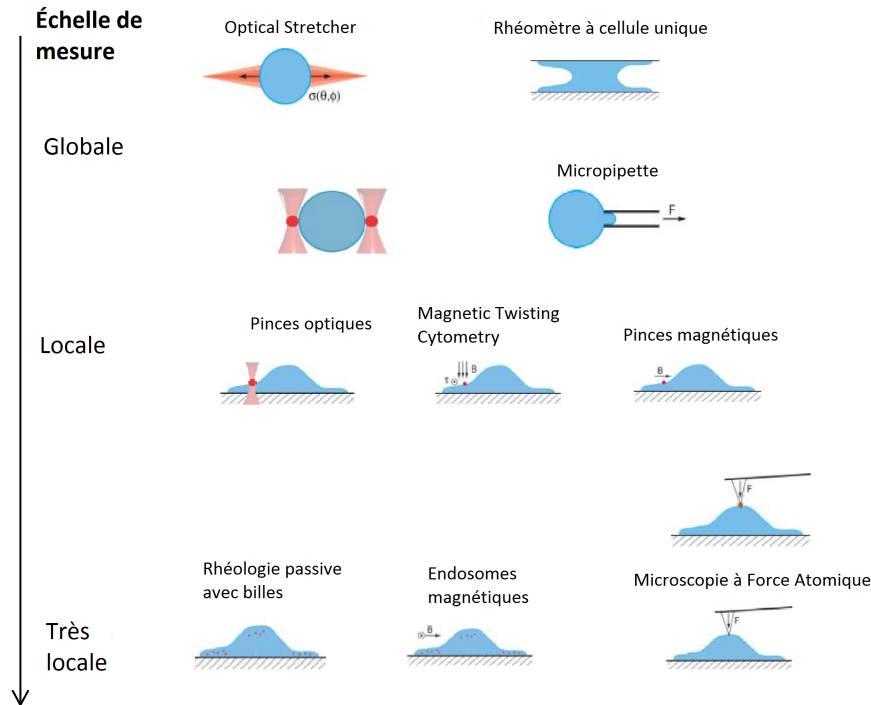 Échelle de
mesure
Optical Stretcher
Rhéomètre à cellule unique
σ(θ,ϕ)
Globale
Micropipette
F
Locale
Pinces optiques
Magnetic Twisting
Cytometry
Pinces magnétiques
τ
B
B
F
Rhéologie passive
avec billes
Endosomes
magnétiques
Microscopie à Force Atomique
Très
locale
B
F